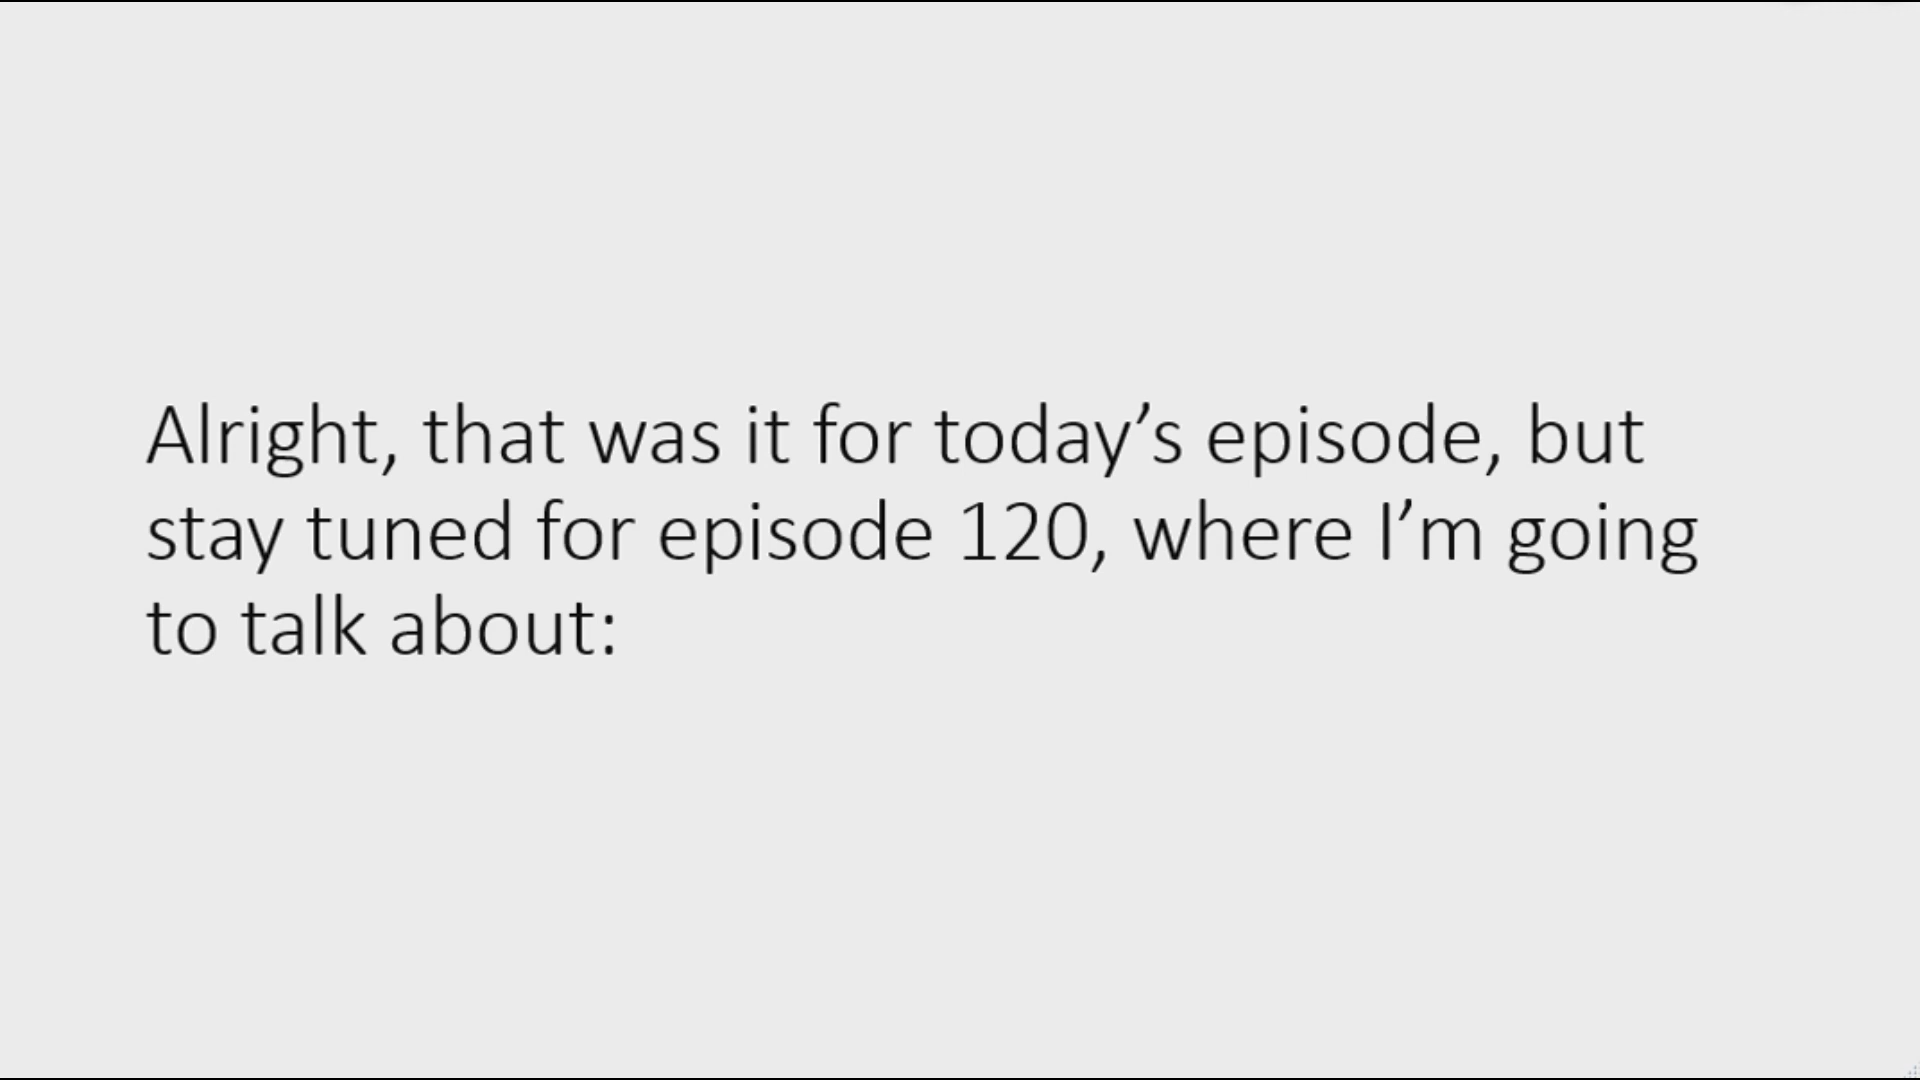 Alright, that was it for today’s episode, but
stay tuned for episode 120, where I’m going
to talk about: